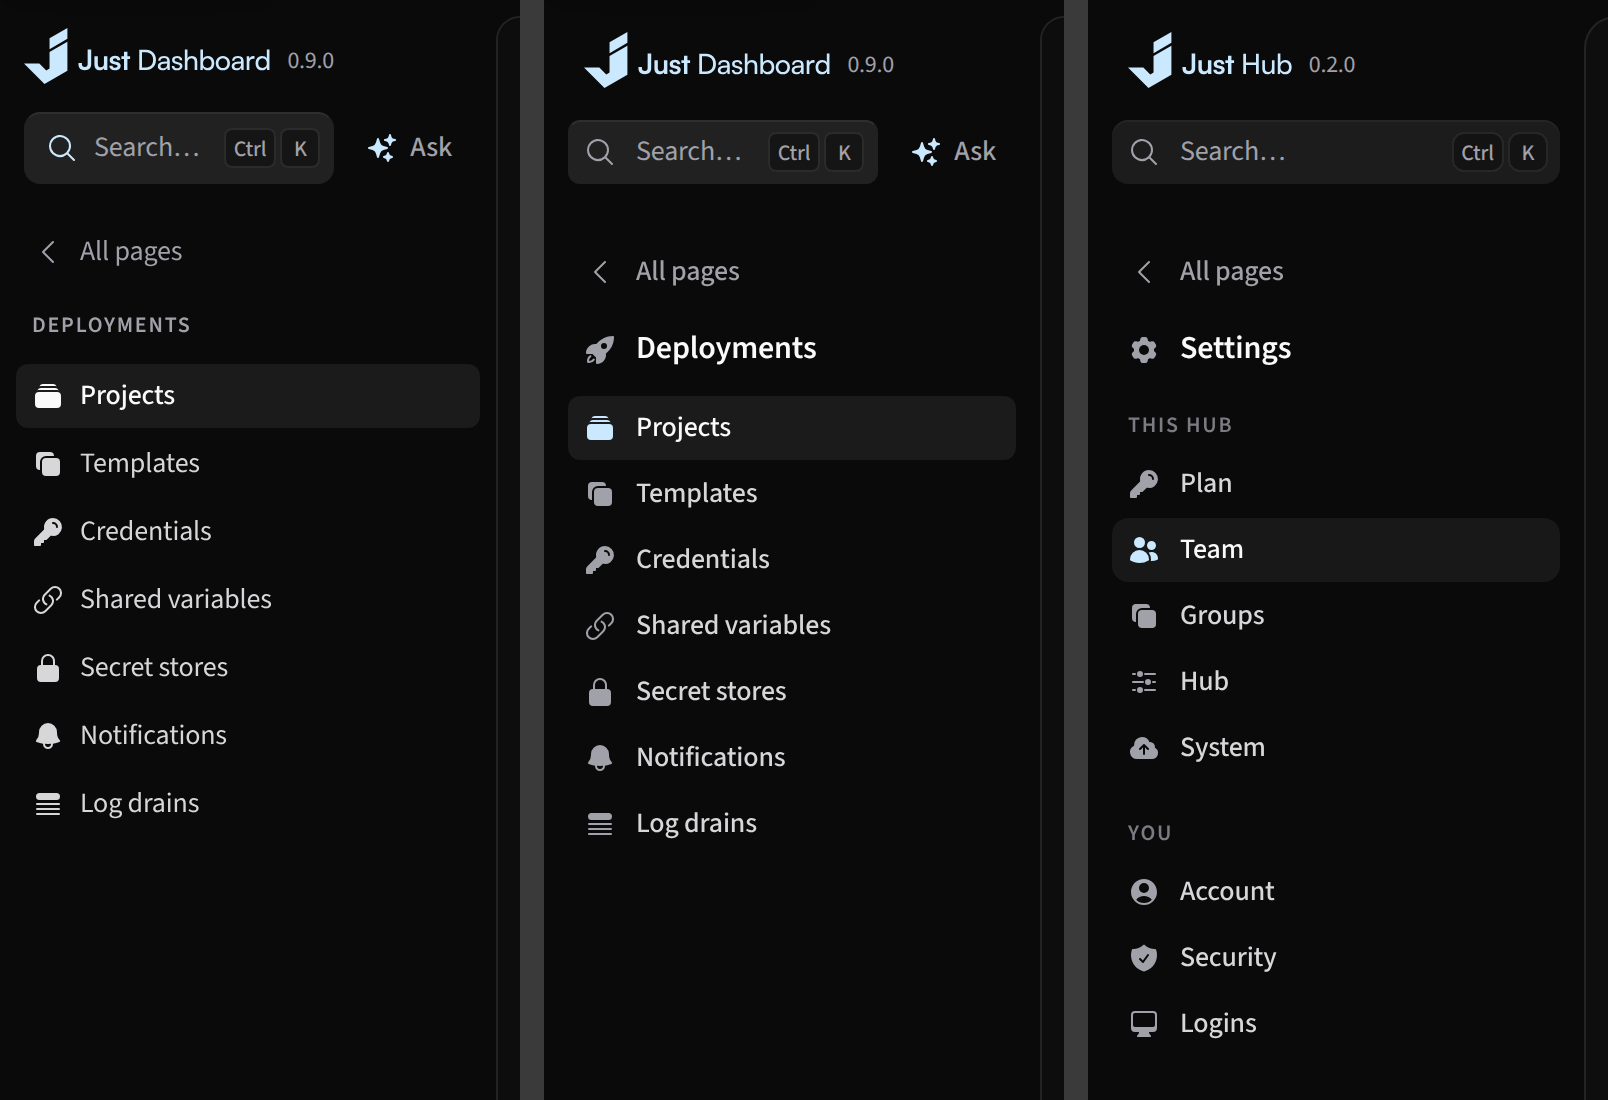 Just Dashboard 0.9.0
Search... Ctrl K Ask
All pages
DEPLOYMENTS
Projects
Templates
Credentials
Shared variables
Secret stores
Notifications
Log drains
Just Dashboard 0.9.0
Search... Ctrl K Ask
All pages
Deployments
Projects
Templates
Credentials
Shared variables
Secret stores
Notifications
Log drains
Just Hub 0.2.0
Search... Ctrl K
All pages
Settings
THIS HUB
Plan
Team
Groups
Hub
System
YOU
Account
Security
Logins